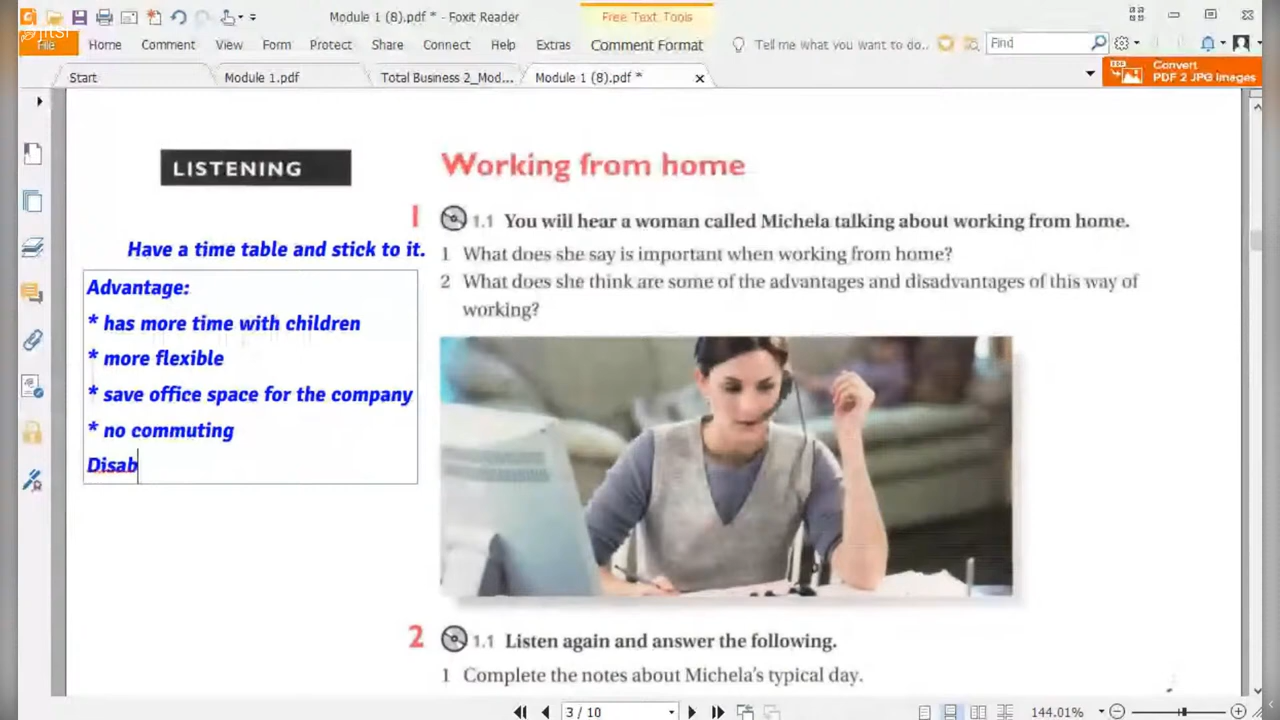 Module 1 (8).pdf * - Foxit Reader
Free Text Tools
File Home Comment View Form Protect Share Connect Help Extras Comment Format Tell me what you want to do.. Find
Start Module 1.pdf Total Business 2_Mod... Module 1 (8).pdf *
Convert
PDF 2 JPG Images
LISTENING
Working from home
1 1.1 You will hear a woman called Michela talking about working from home.
Have a time table and stick to it.
1 What does she say is important when working from home?
2 What does she think are some of the advantages and disadvantages of this way of
working?
Advantage:
* has more time with children
* more flexible
* save office space for the company
* no commuting
Disab
2 1.1 Listen again and answer the following.
1 Complete the notes about Michela's typical day.
3 / 10
144.01%